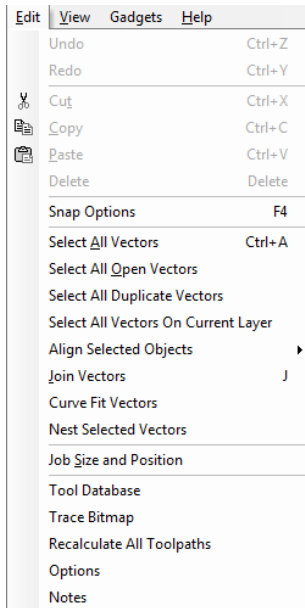 Edit View Gadgets Help
Undo Ctrl+Z
Redo Ctrl+Y
Cut Ctrl+X
Copy Ctrl+C
Paste Ctrl+V
Delete Delete
Snap Options F4
Select All Vectors Ctrl+A
Select All Open Vectors
Select All Duplicate Vectors
Select All Vectors On Current Layer
Align Selected Objects
Join Vectors J
Curve Fit Vectors
Nest Selected Vectors
Job Size and Position
Tool Database
Trace Bitmap
Recalculate All Toolpaths
Options
Notes